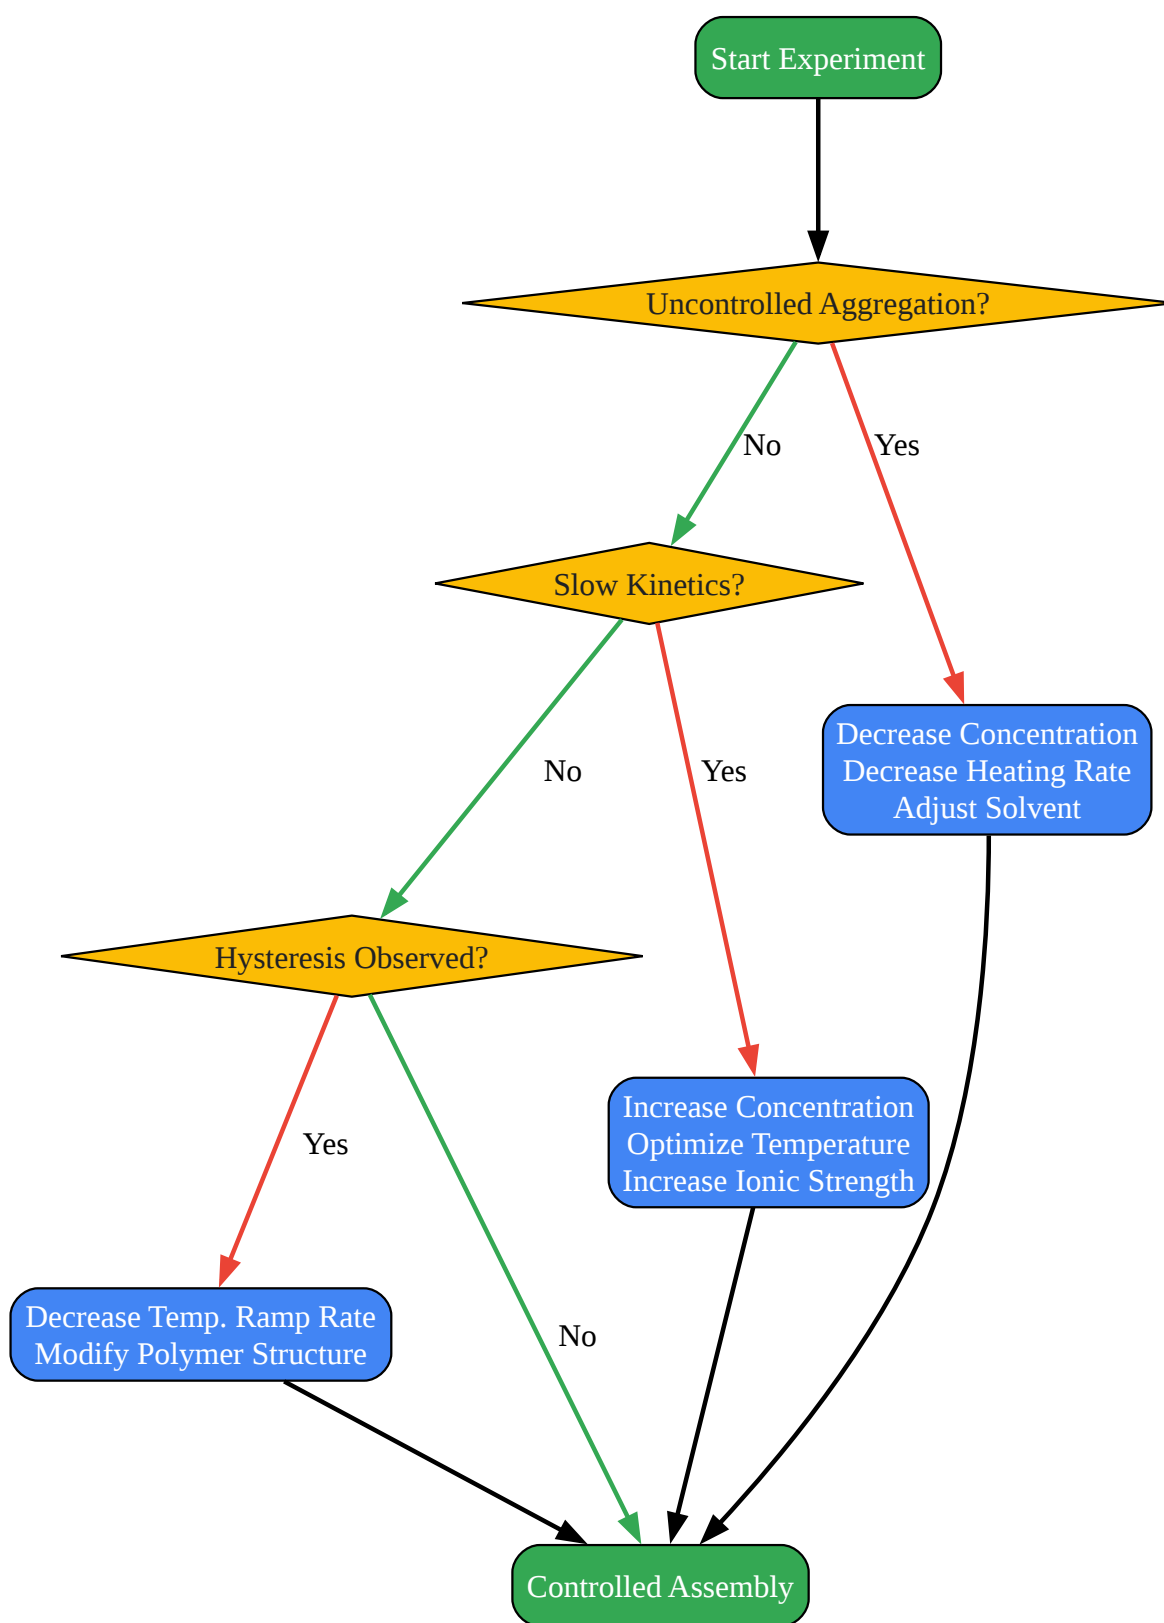 Start Experiment
Uncontrolled Aggregation?
No
Yes
Slow Kinetics?
Decrease Concentration
Decrease Heating Rate
Adjust Solvent
No
Yes
Hysteresis Observed?
Increase Concentration
Optimize Temperature
Increase Ionic Strength
Yes
Decrease Temp. Ramp Rate
Modify Polymer Structure
No
Controlled Assembly